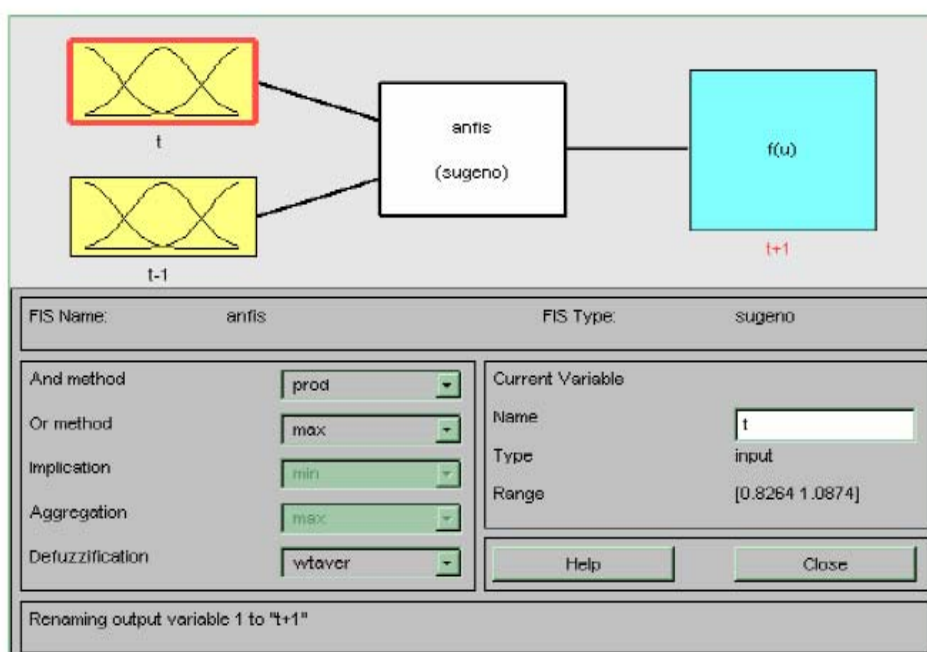 t
t-1
anfis
(sugeno)
f(u)
t+1
FIS Name: anfis FIS Type: sugeno
And method prod
Or method max
Implication min
Aggregation max
Defuzzification wtaver
Current Variable
Name t
Type input
Range [0.8264 1.0874]
Help Close
Renaming output variable 1 to "t+1"